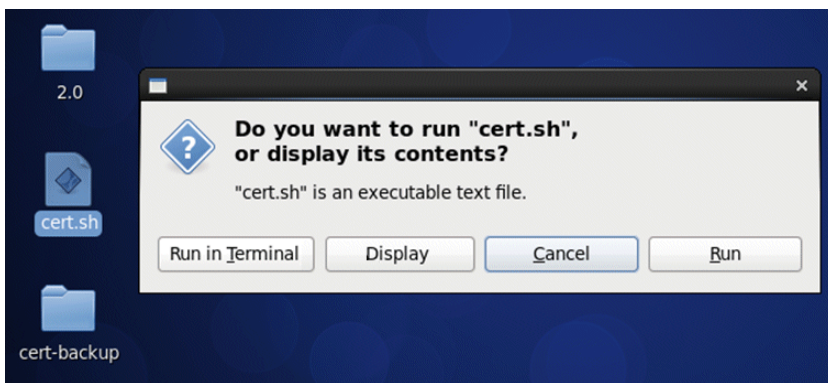 2.0
cert.sh
cert-backup
Do you want to run "cert.sh",
or display its contents?
"cert.sh" is an executable text file.
Run in Terminal
Display
Cancel
Run